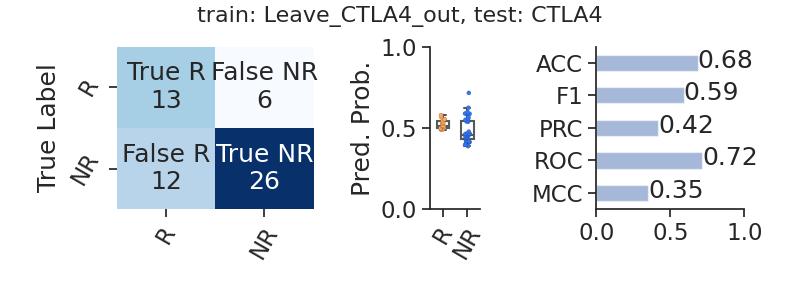 train: Leave_CTLA4_out, test: CTLA4
True Label
R
NR
True R
13
False NR
6
False R
12
True NR
26
R
NR
Pred. Prob.
1.0
0.5
0.0
R
NR
ACC
0.68
F1
0.59
PRC
0.42
ROC
0.72
MCC
0.35
0.0
0.5
1.0